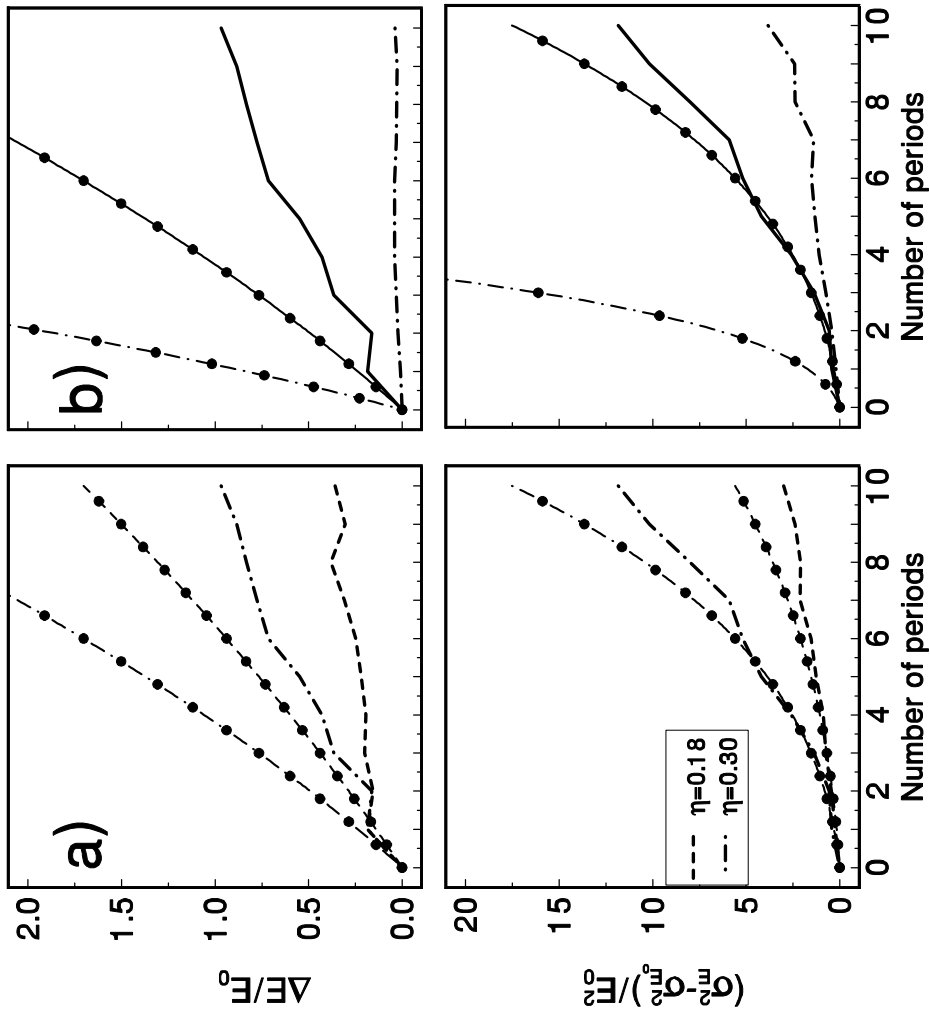 a)
b)
ΔE/E₀
2.0
1.5
1.0
0.5
0.0
(σ²_E-σ²_E₀)/E²₀
20
15
10
5
0
η=0.18
η=0.30
0 2 4 6 8 10
0 2 4 6 8 10
Number of periods
Number of periods